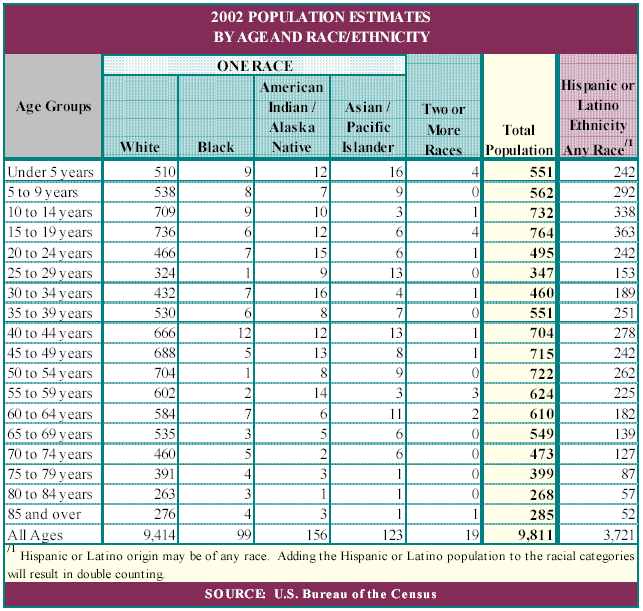 2002 POPULATION ESTIMATES
BY AGE AND RACE/ETHNICITY
Age Groups ONE RACE Two or More Races Total Population Hispanic or Latino Ethnicity Any Race/1
White Black American Indian / Alaska Native Asian / Pacific Islander
Under 5 years 510 9 12 16 4 551 242
5 to 9 years 538 8 7 9 0 562 292
10 to 14 years 709 9 10 3 1 732 338
15 to 19 years 736 6 12 6 4 764 363
20 to 24 years 466 7 15 6 1 495 242
25 to 29 years 324 1 9 13 0 347 153
30 to 34 years 432 7 16 4 1 460 189
35 to 39 years 530 6 8 7 0 551 251
40 to 44 years 666 12 12 13 1 704 278
45 to 49 years 688 5 13 8 1 715 242
50 to 54 years 704 1 8 9 0 722 262
55 to 59 years 602 2 14 3 3 624 225
60 to 64 years 584 7 6 11 2 610 182
65 to 69 years 535 3 5 6 0 549 139
70 to 74 years 460 5 2 6 0 473 127
75 to 79 years 391 4 3 1 0 399 87
80 to 84 years 263 3 1 1 0 268 57
85 and over 276 4 3 1 1 285 52
All Ages 9,414 99 156 123 19 9,811 3,721
/1 Hispanic or Latino origin may be of any race. Adding the Hispanic or Latino population to the racial categories
will result in double counting.
SOURCE: U.S. Bureau of the Census